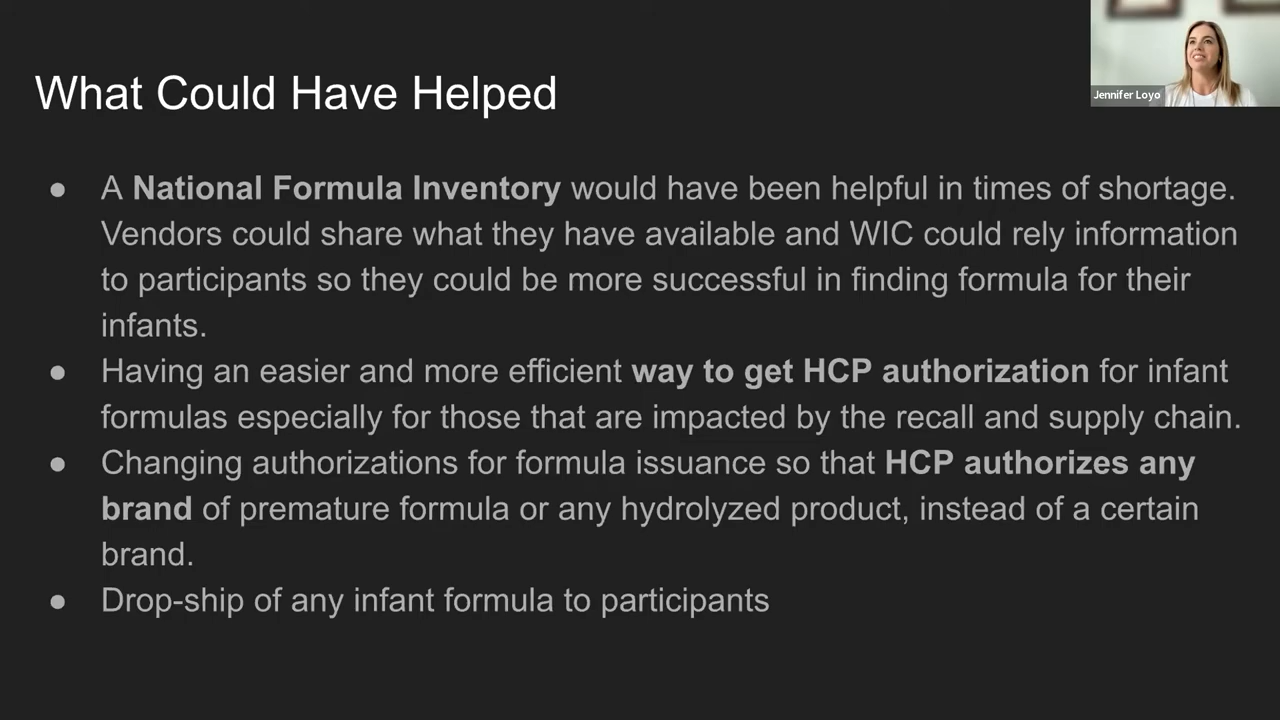 What Could Have Helped
Jennifer Loyo
● A National Formula Inventory would have been helpful in times of shortage.
Vendors could share what they have available and WIC could rely information
to participants so they could be more successful in finding formula for their
infants.
● Having an easier and more efficient way to get HCP authorization for infant
formulas especially for those that are impacted by the recall and supply chain.
● Changing authorizations for formula issuance so that HCP authorizes any
brand of premature formula or any hydrolyzed product, instead of a certain
brand.
● Drop-ship of any infant formula to participants